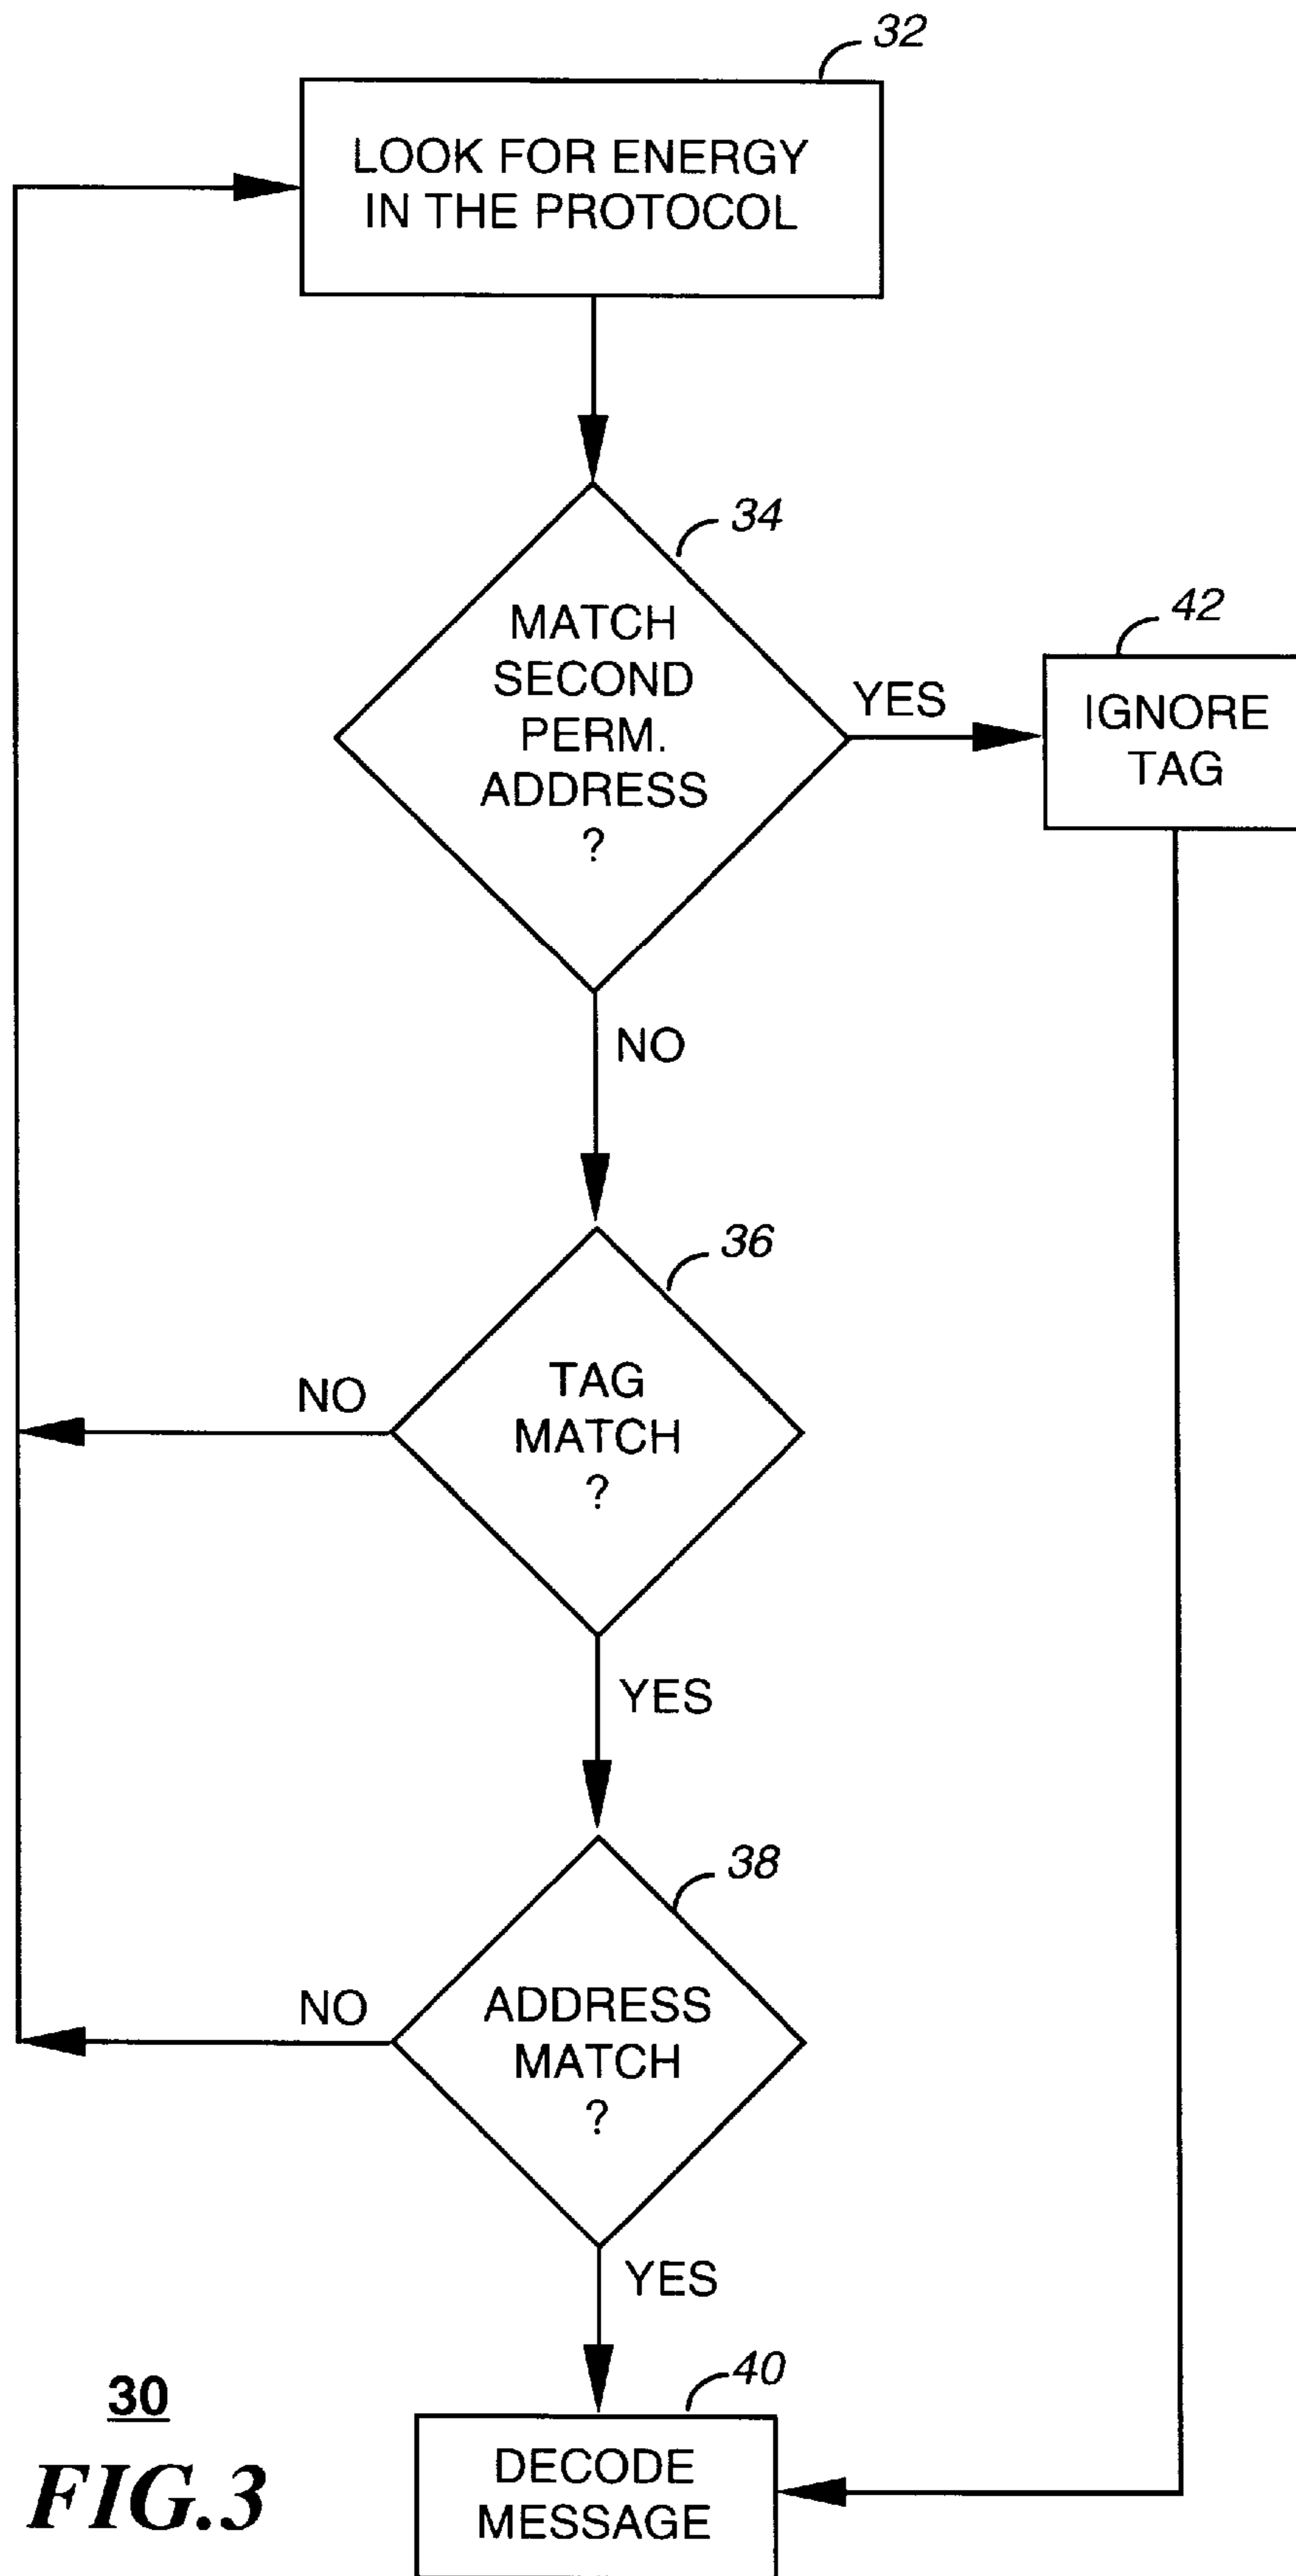 32
LOOK FOR ENERGY
IN THE PROTOCOL
34
MATCH
SECOND
PERM.
ADDRESS
?
YES
42
IGNORE
TAG
NO
36
TAG
MATCH
?
NO
YES
38
ADDRESS
MATCH
?
NO
YES
40
DECODE
MESSAGE
30
FIG.3